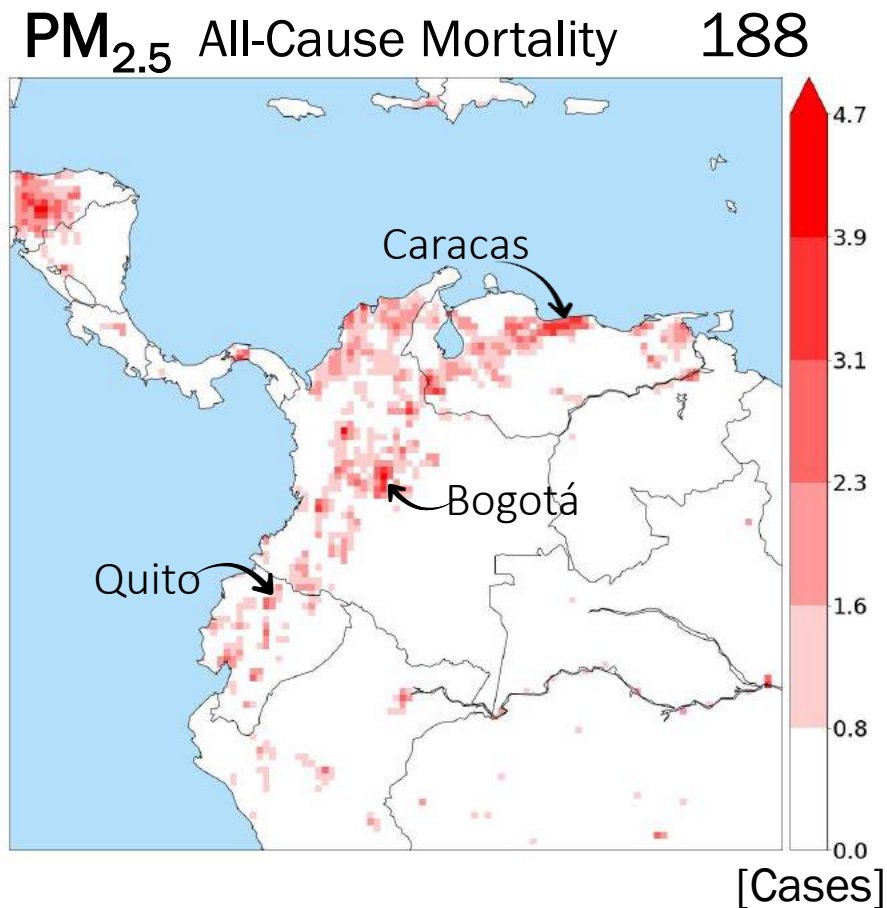 PM2.5 All-Cause Mortality 188
4.7
Caracas
3.9
3.1
2.3
Bogotá
Quito
1.6
0.8
0.0
[Cases]